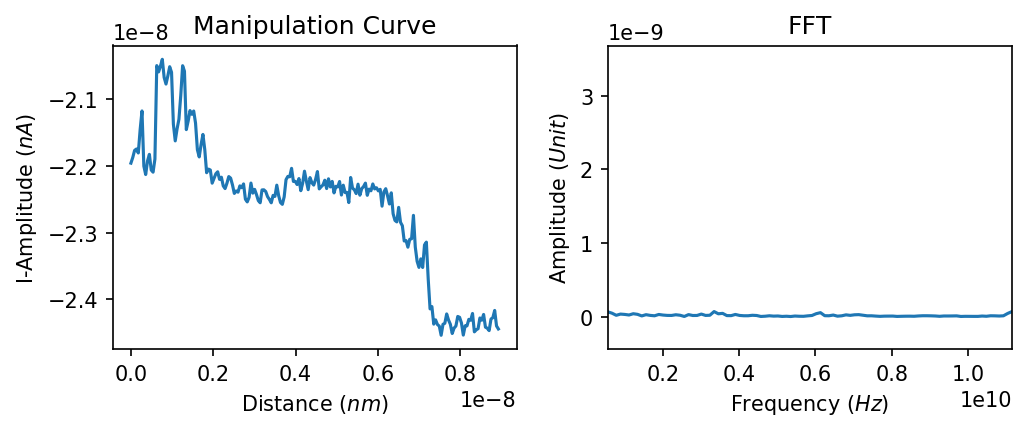 Manipulation Curve
1e−8
I-Amplitude (nA)
−2.1
−2.2
−2.3
−2.4
0.0 0.2 0.4 0.6 0.8
Distance (nm)
1e−8
FFT
1e−9
Amplitude (Unit)
3
2
1
0
0.2 0.4 0.6 0.8 1.0
Frequency (Hz)
1e10